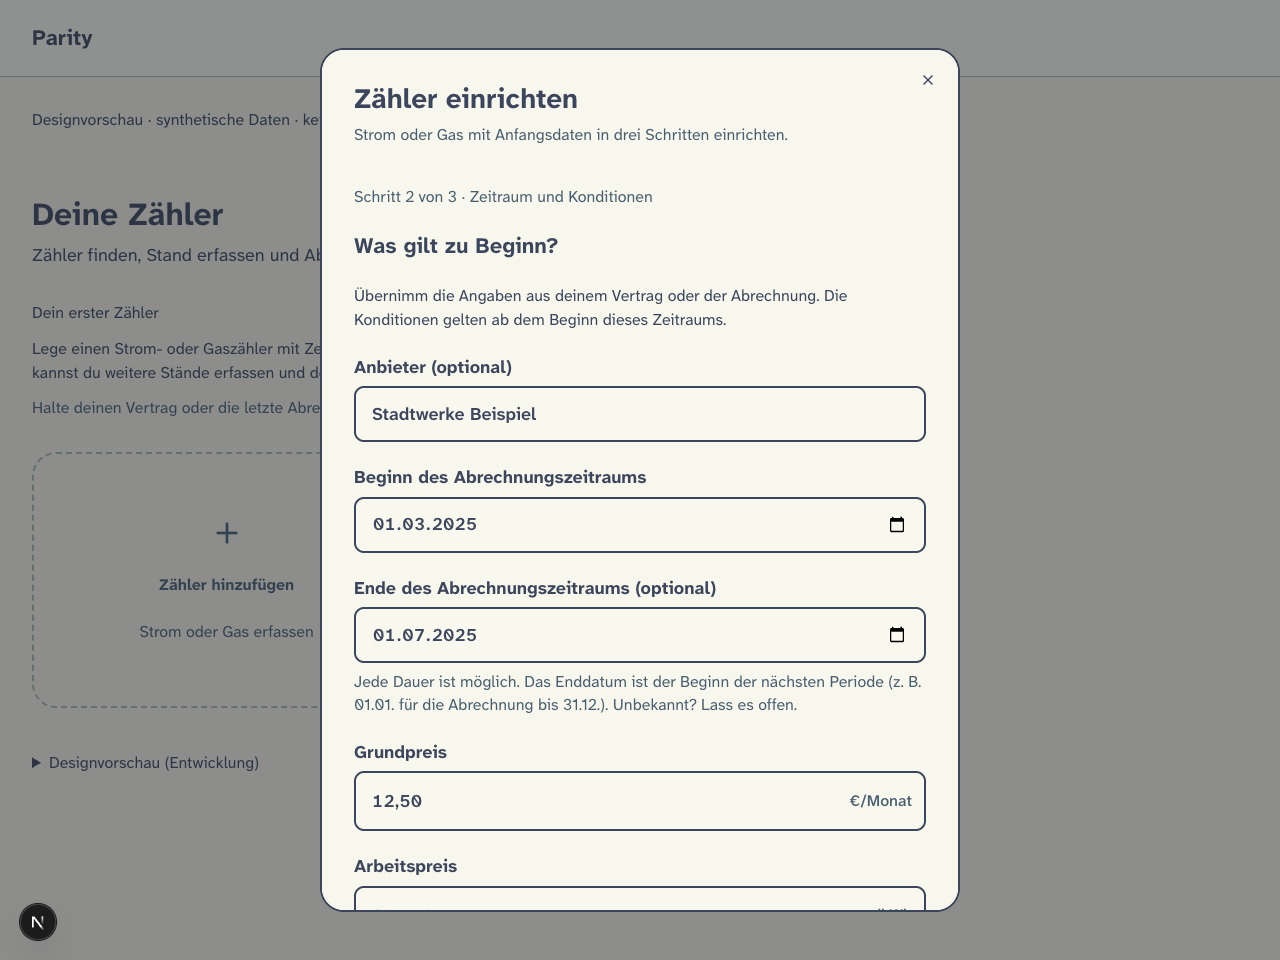 Parity
Designvorschau · synthetische Daten ·
Deine Zähler
Zähler finden, Stand erfassen und
Dein erster Zähler
Lege einen Strom- oder Gaszähler mit
kannst du weitere Stände erfassen und
Halte deinen Vertrag oder die letzte
Zähler hinzufügen
Strom oder Gas erfassen
Designvorschau (Entwicklung)
N
Zähler einrichten
×
Strom oder Gas mit Anfangsdaten in drei Schritten einrichten.
Schritt 2 von 3 · Zeitraum und Konditionen
Was gilt zu Beginn?
Übernimm die Angaben aus deinem Vertrag oder der Abrechnung. Die
Konditionen gelten ab dem Beginn dieses Zeitraums.
Anbieter (optional)
Stadtwerke Beispiel
Beginn des Abrechnungszeitraums
01.03.2025
Ende des Abrechnungszeitraums (optional)
01.07.2025
Jede Dauer ist möglich. Das Enddatum ist der Beginn der nächsten Periode (z. B.
01.01. für die Abrechnung bis 31.12.). Unbekannt? Lass es offen.
Grundpreis
12,50 €/Monat
Arbeitspreis